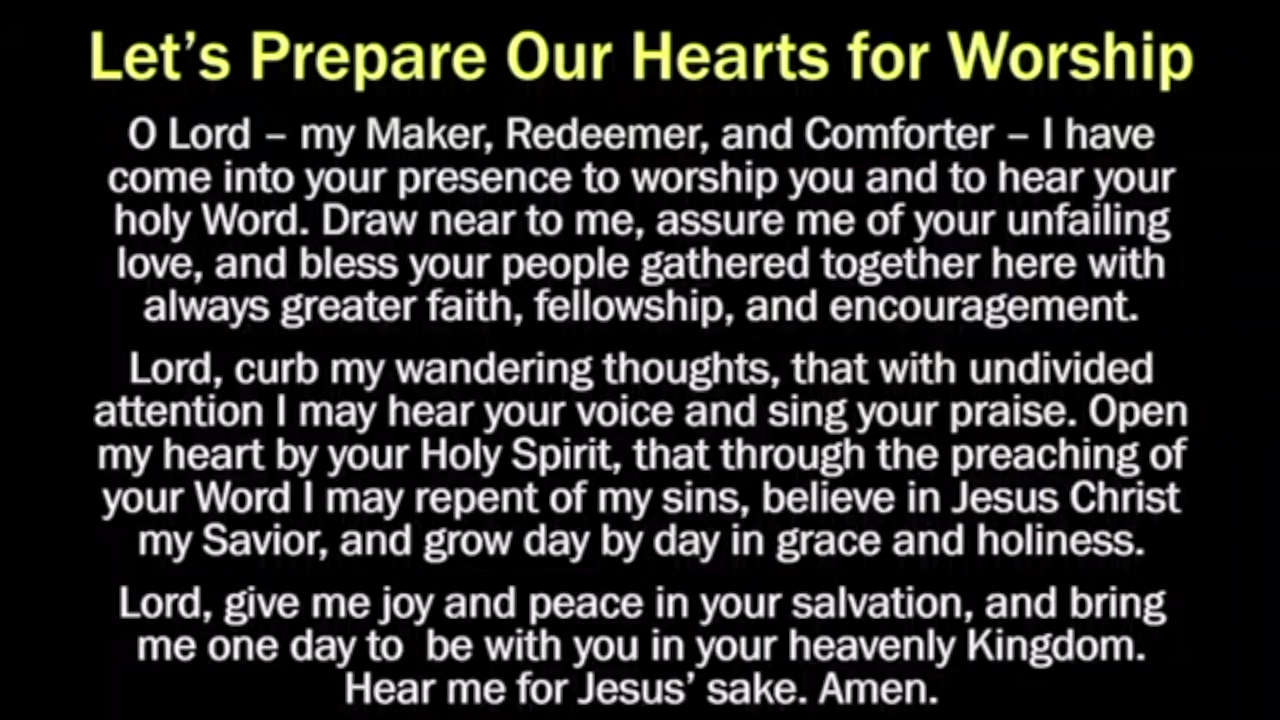 Let’s Prepare Our Hearts for Worship
O Lord – my Maker, Redeemer, and Comforter – I have
come into your presence to worship you and to hear your
holy Word. Draw near to me, assure me of your unfailing
love, and bless your people gathered together here with
always greater faith, fellowship, and encouragement.
Lord, curb my wandering thoughts, that with undivided
attention I may hear your voice and sing your praise. Open
my heart by your Holy Spirit, that through the preaching of
your Word I may repent of my sins, believe in Jesus Christ
my Savior, and grow day by day in grace and holiness.
Lord, give me joy and peace in your salvation, and bring
me one day to  be with you in your heavenly Kingdom.
Hear me for Jesus’ sake. Amen.